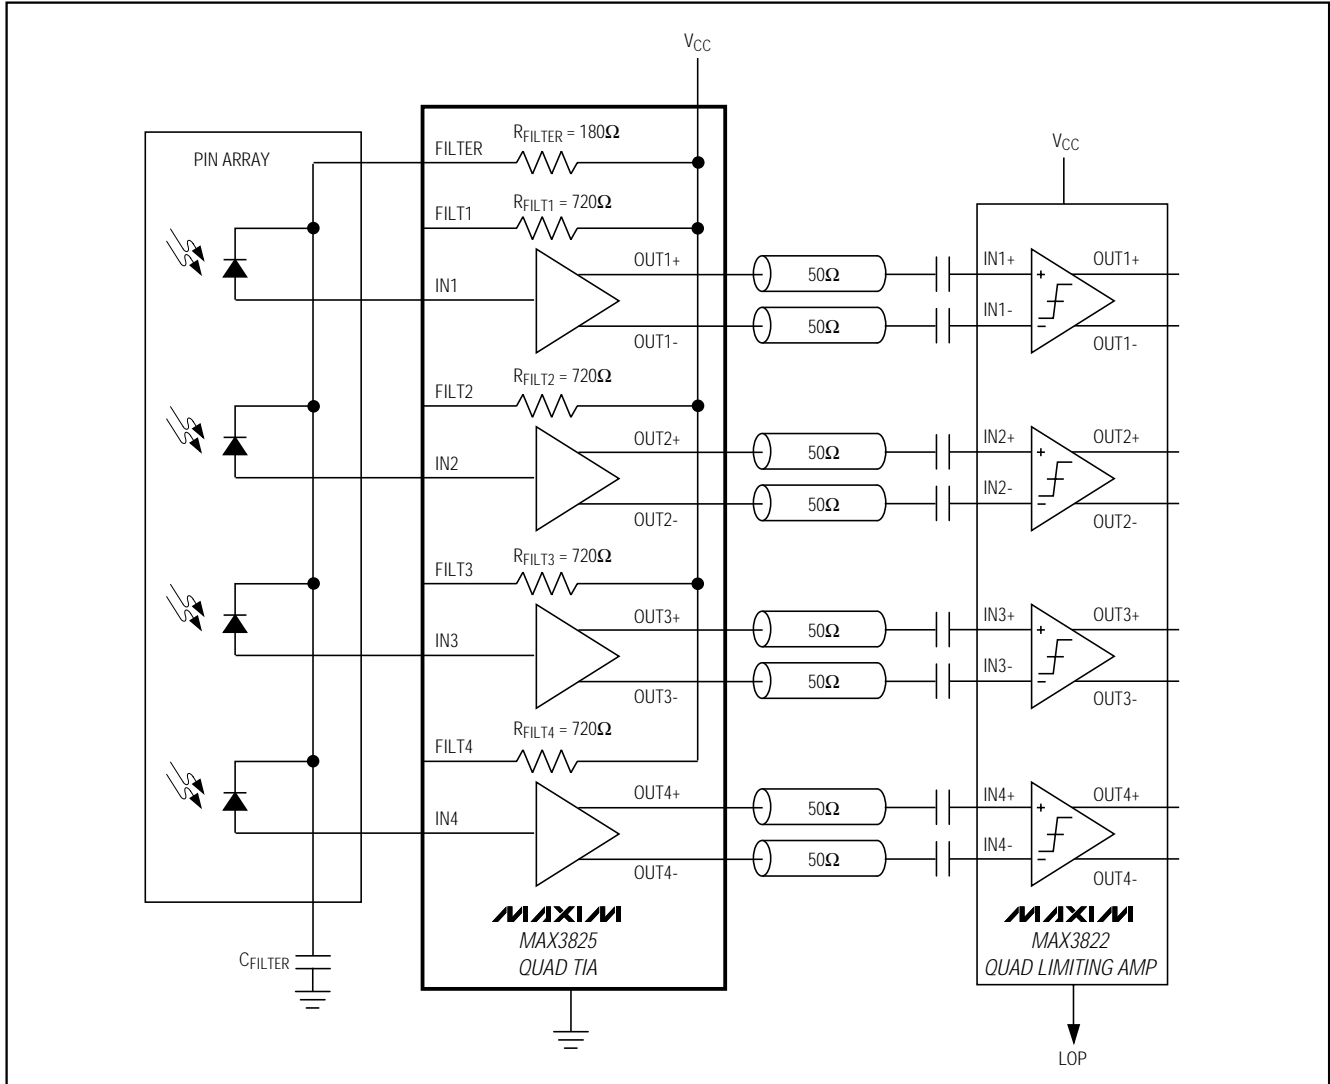 VCC
RFILTER = 180Ω
FILTER
PIN ARRAY
VCC
RFILT1 = 720Ω
FILT1
OUT1+
50Ω
IN1+
+
OUT1+
IN1
IN1-
-
50Ω
OUT1-
OUT1-
RFILT2 = 720Ω
FILT2
OUT2+
50Ω
IN2+
+
OUT2+
IN2
IN2-
-
50Ω
OUT2-
OUT2-
RFILT3 = 720Ω
FILT3
OUT3+
50Ω
IN3+
+
OUT3+
IN3
IN3-
-
50Ω
OUT3-
OUT3-
RFILT4 = 720Ω
FILT4
OUT4+
50Ω
IN4+
+
OUT4+
IN4
IN4-
-
50Ω
OUT4-
OUT4-
MAXIM
MAX3825
QUAD TIA
MAXIM
MAX3822
QUAD LIMITING AMP
CFILTER
LOP